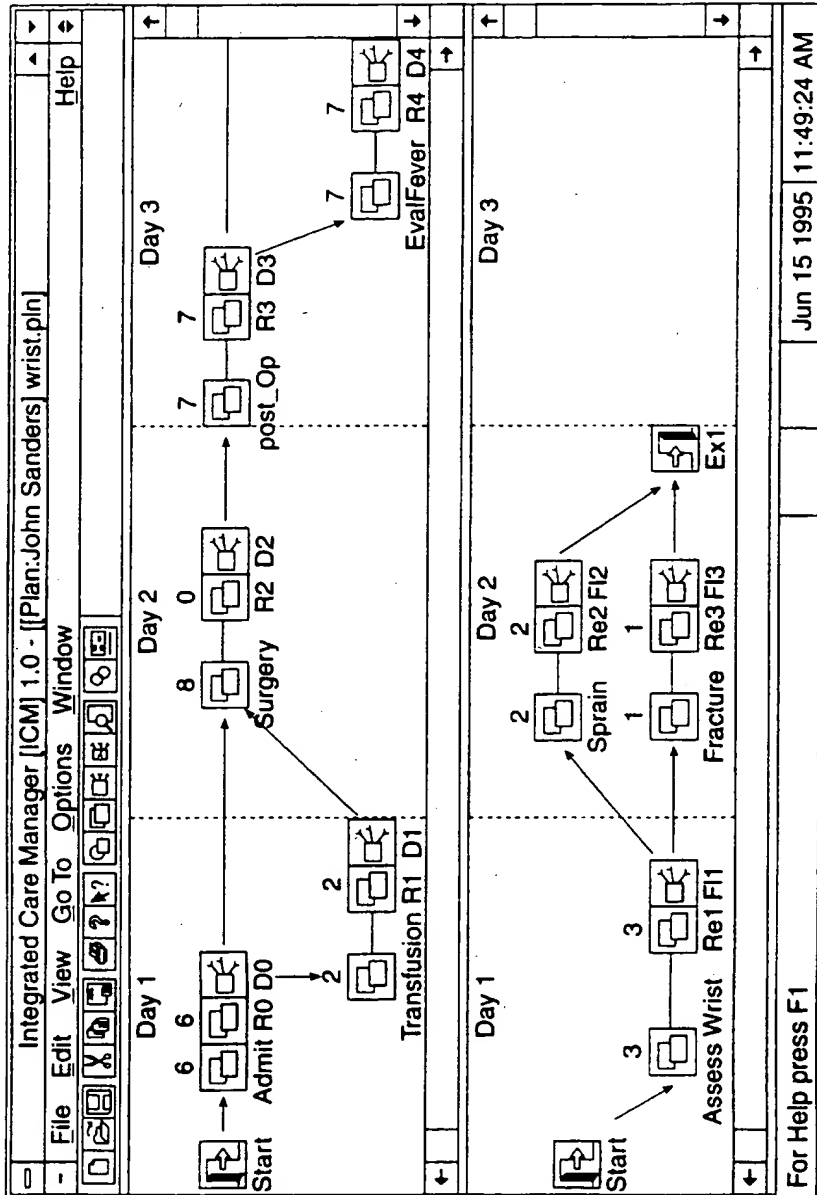 Integrated Care Manager [ICM] 1.0 - [[Plan:John Sanders] wrist.pln]
File Edit View Go To Options Window Help
Day 1 Day 2 Day 3
Start
6 6
Admit R0 D0
2 2
Transfusion R1 D1
8 0
Surgery R2 D2
7 7
post_Op R3 D3
7 7
EvalFever R4 D4
Day 1 Day 2 Day 3
Start
3 3
Assess Wrist Re1 Fl1
2 2
Sprain Re2 Fl2
1 1
Fracture Re3 Fl3
Ex1
For Help press F1 Jun 15 1995 11:49:24 AM